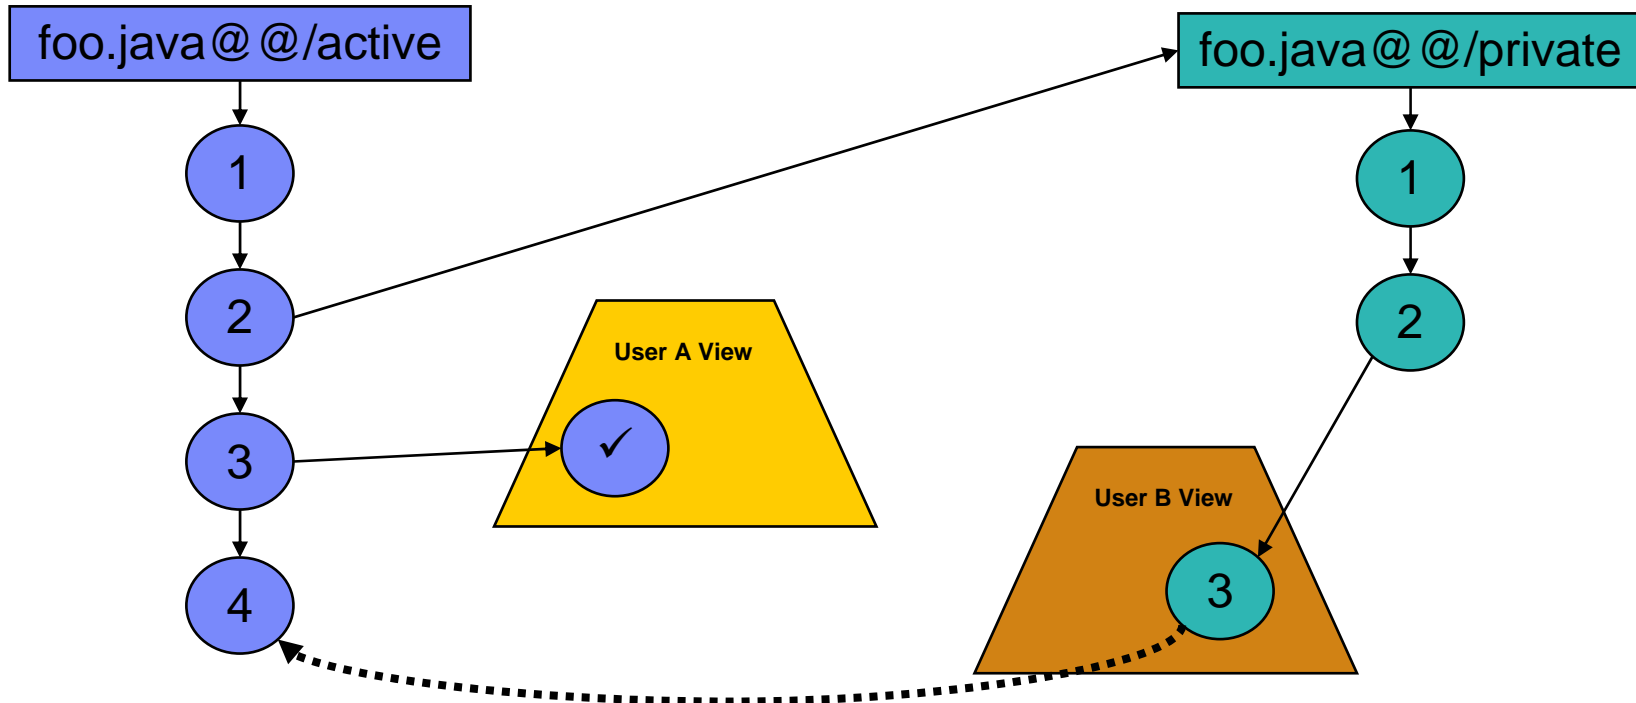 foo.java@@/active
foo.java@@/private
1
1
2
2
User A View
✓
3
User B View
3
4